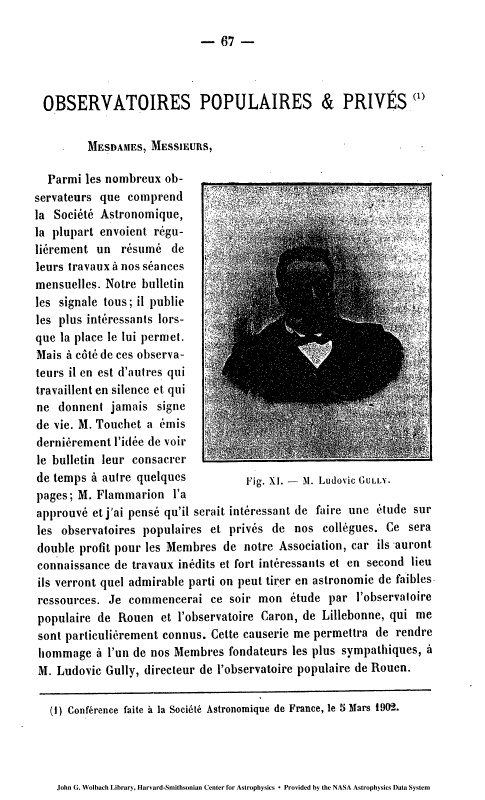 — 67 —
OBSERVATOIRES POPULAIRES & PRIVÉS (1)
MESDAMES, MESSIEURS,
Parmi les nombreux ob-
servateurs que comprend
la Société Astronomique,
la plupart envoient régu-
liérement un résumé de
leurs travaux à nos séances
mensuelles. Notre bulletin
les signale tous; il publie
les plus intéressants lors-
que la place le lui permet.
Mais à côté de ces observa-
teurs il en est d'autres qui
travaillent en silence et qui
ne donnent jamais signe
de vie. M. Touchet a émis
dernièrement l'idée de voir
le bulletin leur consacrer
de temps à autre quelques
pages; M. Flammarion l'a
Fig. XI. — M. Ludovic GULLY.
approuvé et j'ai pensé qu'il serait intéressant de faire une étude sur
les observatoires populaires et privés de nos collégues. Ce sera
double profit pour les Membres de notre Association, car ils auront
connaissance de travaux inédits et fort intéressants et en second lieu
ils verront quel admirable parti on peut tirer en astronomie de faibles
ressources. Je commencerai ce soir mon étude par l'observatoire
populaire de Rouen et l'observatoire Caron, de Lillebonne, qui me
sont particuliérement connus. Cette causerie me permettra de rendre
hommage à l'un de nos Membres fondateurs les plus sympathiques, à
M. Ludovic Gully, directeur de l'observatoire populaire de Rouen.
(1) Conférence faite à la Société Astronomique de France, le 5 Mars 1902.
John G. Wolbach Library, Harvard-Smithsonian Center for Astrophysics • Provided by the NASA Astrophysics Data System